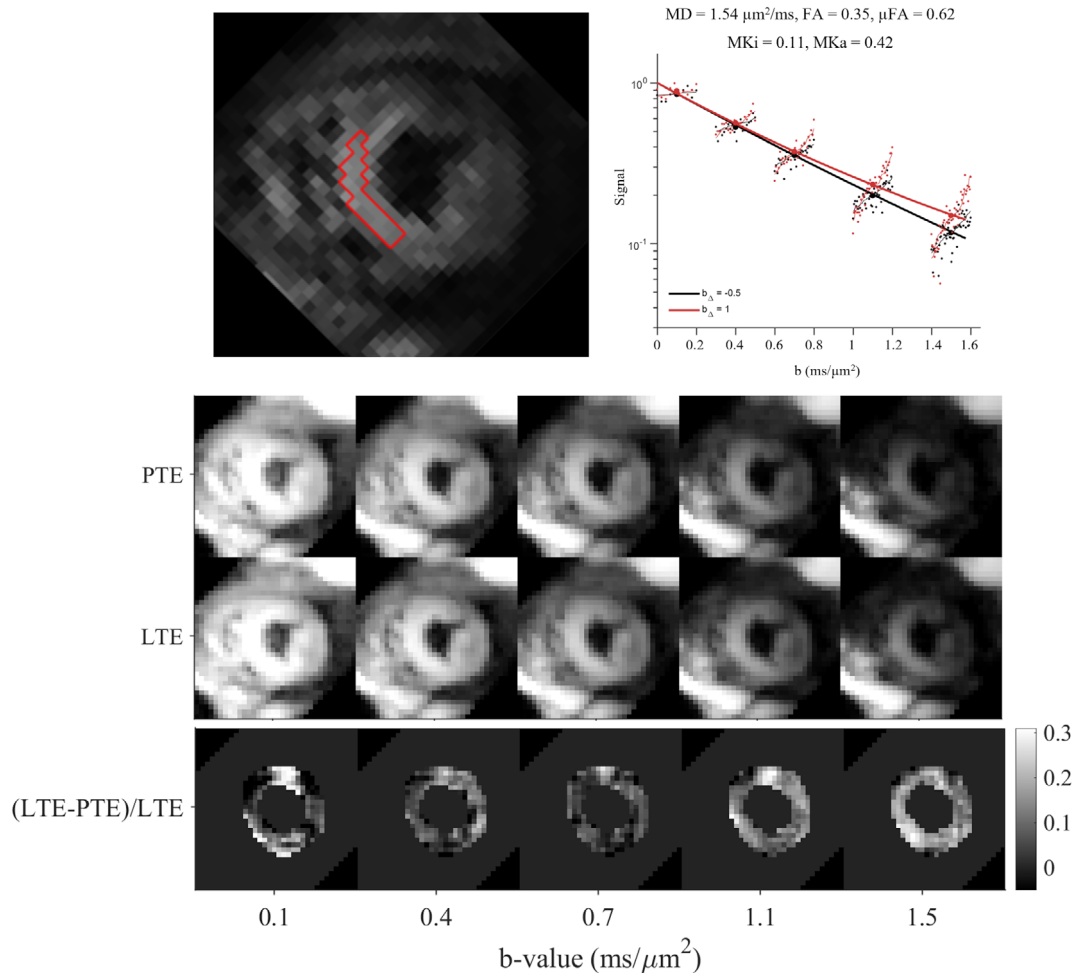 MD = 1.54 µm²/ms, FA = 0.35, µFA = 0.62
MKi = 0.11, MKa = 0.42
10⁰
Signal
10⁻¹
b_Δ = -0.5
b_Δ = 1
0 0.2 0.4 0.6 0.8 1 1.2 1.4 1.6
b (ms/µm²)
PTE
LTE
(LTE-PTE)/LTE
0.3
0.2
0.1
0
0.1 0.4 0.7 1.1 1.5
b-value (ms/µm²)